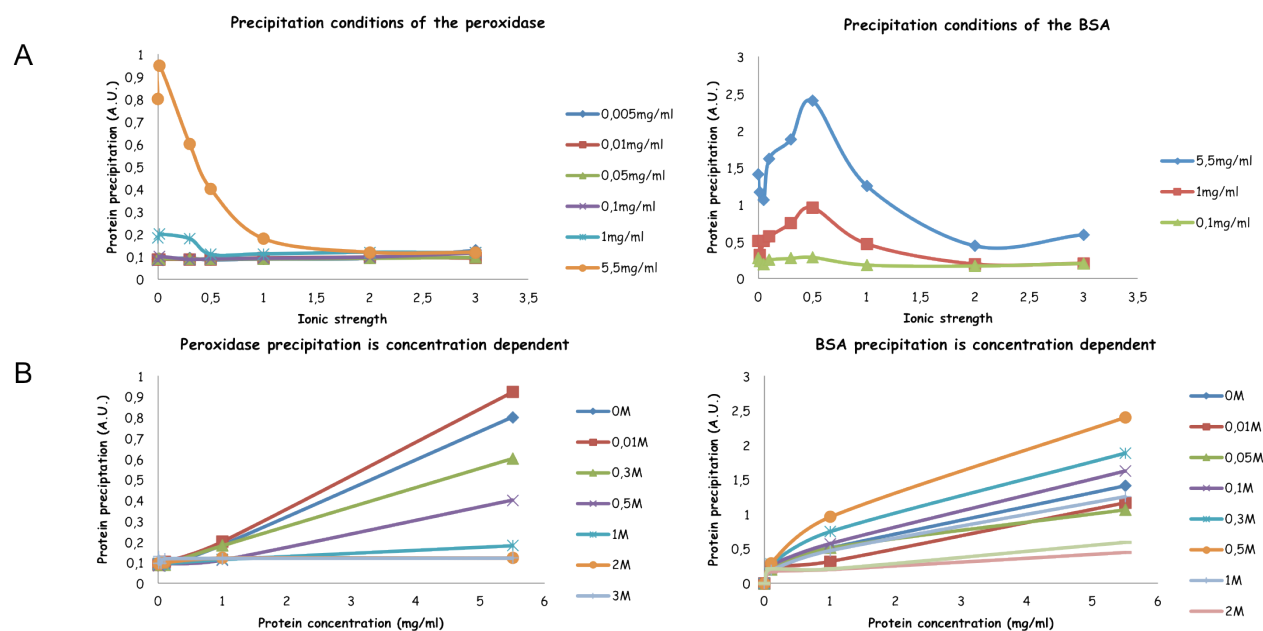 A
Precipitation conditions of the peroxidase
Protein precipitation (A.U.)
1
0,9
0,8
0,7
0,6
0,5
0,4
0,3
0,2
0,1
0
0 0,5 1 1,5 2 2,5 3 3,5
Ionic strength
0,005mg/ml
0,01mg/ml
0,05mg/ml
0,1mg/ml
1mg/ml
5,5mg/ml
Precipitation conditions of the BSA
Protein precipitation (A.U.)
3
2,5
2
1,5
1
0,5
0
0 0,5 1 1,5 2 2,5 3 3,5
Ionic strength
5,5mg/ml
1mg/ml
0,1mg/ml
B
Peroxidase precipitation is concentration dependent
Protein preciptation (A.U.)
1
0,9
0,8
0,7
0,6
0,5
0,4
0,3
0,2
0,1
0
0 1 2 3 4 5 6
Protein concentration (mg/ml)
0M
0,01M
0,3M
0,5M
1M
2M
3M
BSA precipitation is concentration dependent
Protein precipitation (A.U.)
3
2,5
2
1,5
1
0,5
0
0 1 2 3 4 5 6
Protein concentration (mg/ml)
0M
0,01M
0,05M
0,1M
0,3M
0,5M
1M
2M